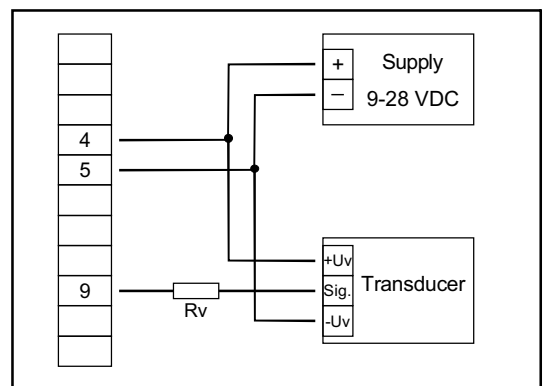 + Supply
– 9-28 VDC
4
5
+Uv
9 Sig. Transducer
Rv
-Uv